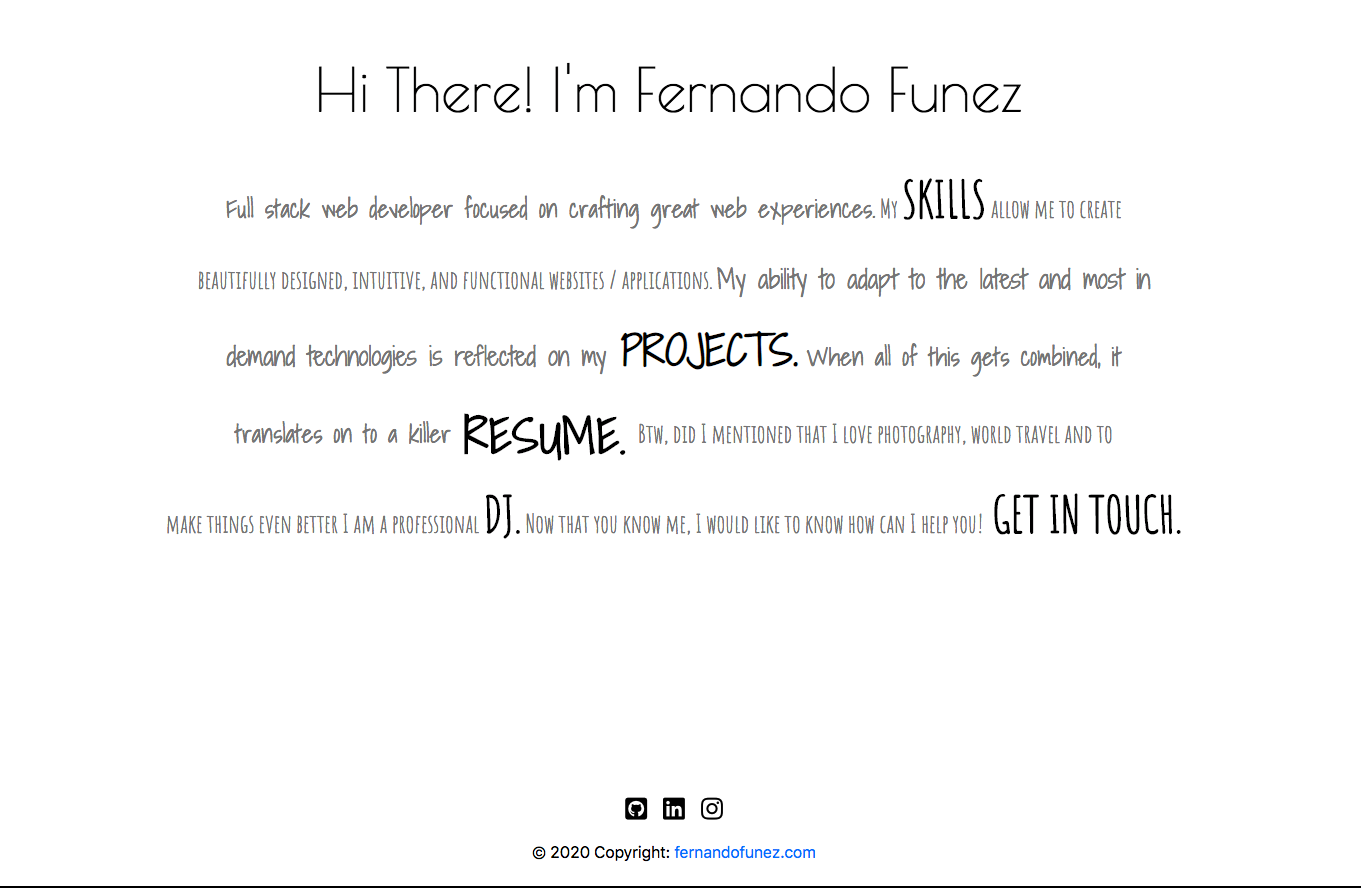 Hi There! I'm Fernando Funez
Full stack web developer focused on crafting great web experiences. My SKILLS allow me to create
beautifully designed, intuitive, and functional websites / applications. My ability to adapt to the latest and most in
demand technologies is reflected on my PROJECTS. When all of this gets combined, it
translates on to a killer RESUME. Btw, did I mentioned that I love photography, world travel and to
make things even better I am a professional DJ. Now that you know me, I would like to know how can I help you! GET IN TOUCH.
© 2020 Copyright: fernandofunez.com